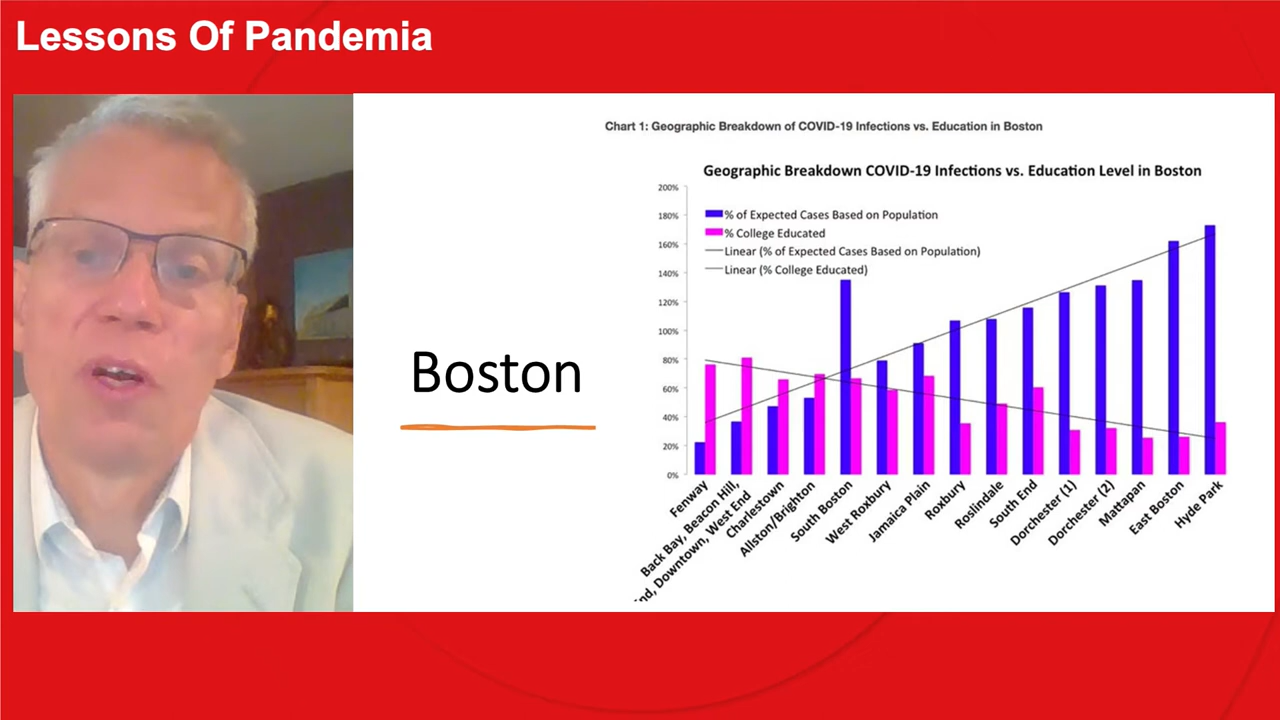 Lessons Of Pandemia
Boston
Chart 1: Geographic Breakdown of COVID-19 Infections vs. Education in Boston
Geographic Breakdown COVID-19 Infections vs. Education Level in Boston
200%
180%
160%
140%
120%
100%
80%
60%
40%
20%
0%
% of Expected Cases Based on Population
% College Educated
Linear (% of Expected Cases Based on Population)
Linear (% College Educated)
Fenway
Back Bay, Beacon Hill,
Downtown, West End
Charlestown
Allston/Brighton
South Boston
West Roxbury
Jamaica Plain
Roxbury
Roslindale
South End
Dorchester (1)
Dorchester (2)
Mattapan
East Boston
Hyde Park